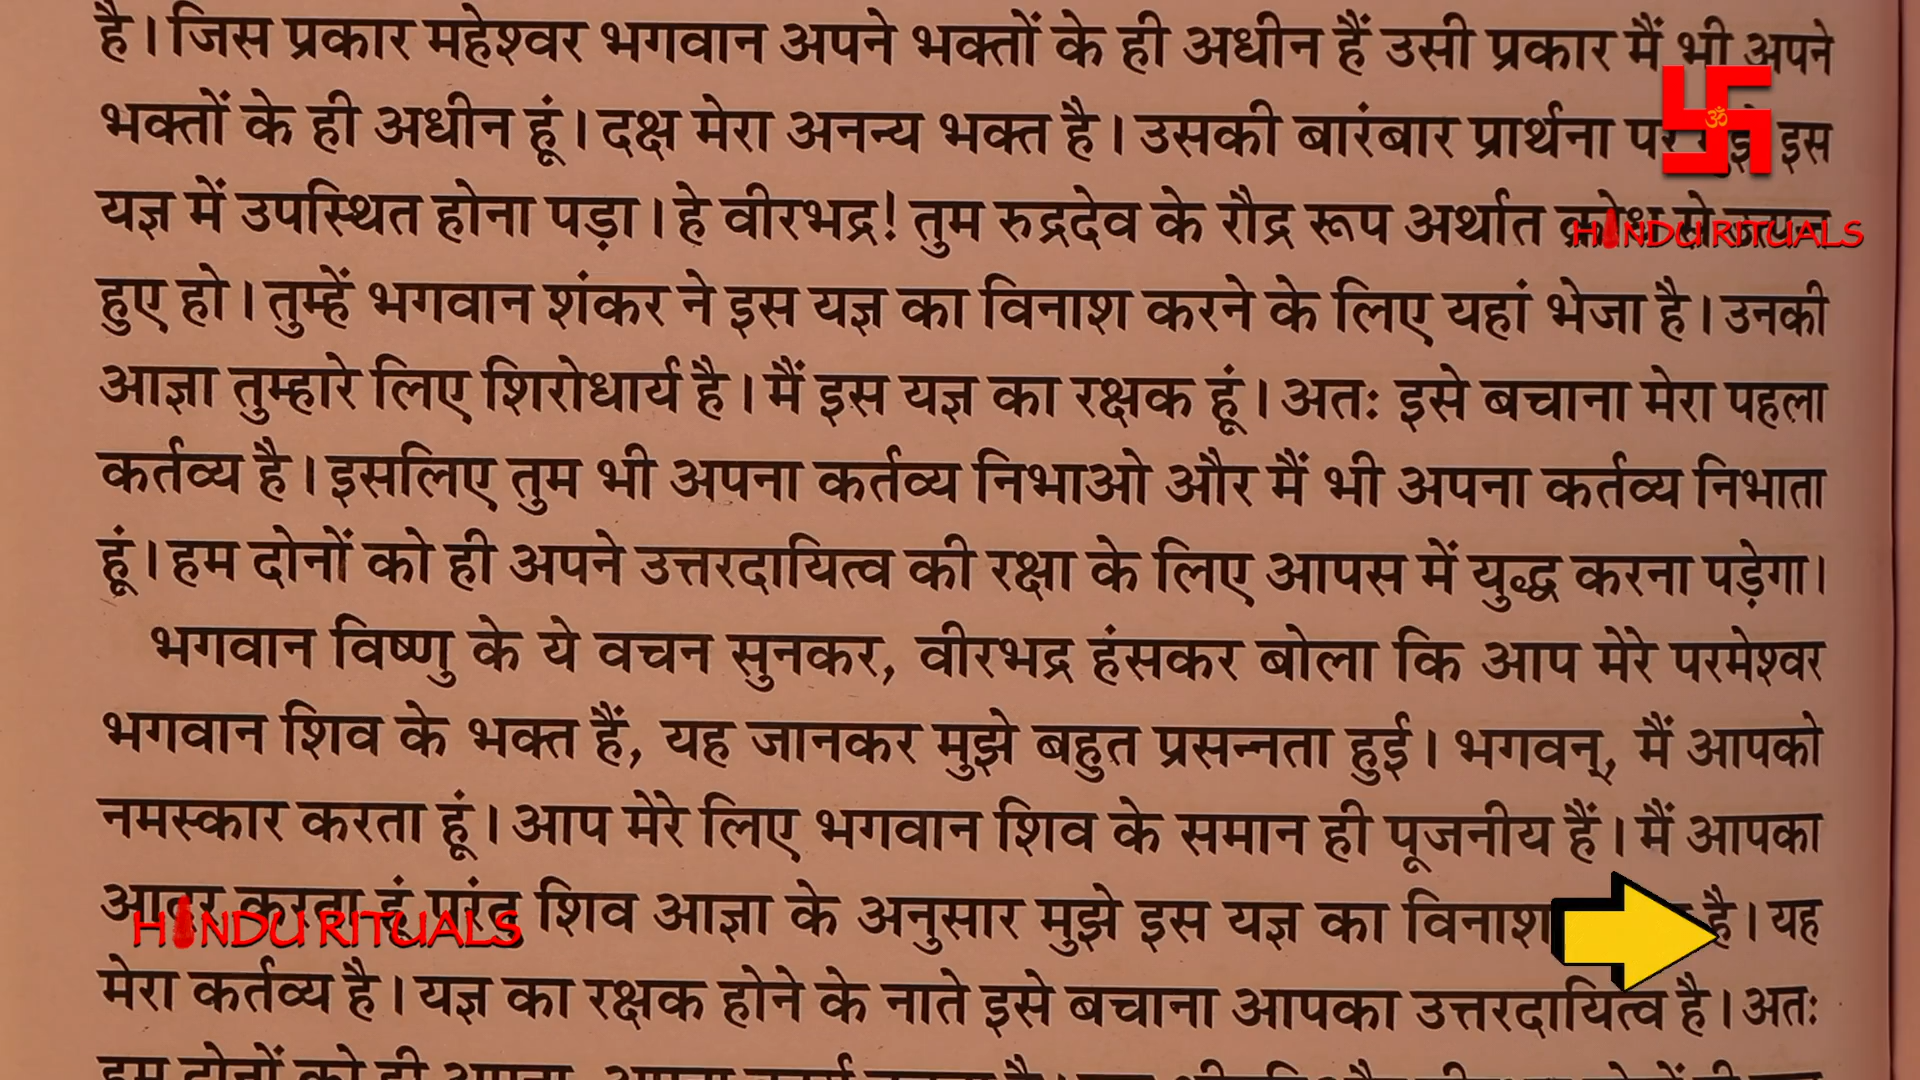 है। जिस प्रकार महेश्वर भगवान अपने भक्तों के ही अधीन हैं उसी प्रकार मैं भी अपने
भक्तों के ही अधीन हूं। दक्ष मेरा अनन्य भक्त है। उसकी बारंबार प्रार्थना पर इस
ॐ
यज्ञ में उपस्थित होना पड़ा। हे वीरभद्र! तुम रुद्रदेव के रौद्र रूप अर्थात क्रोध से
HINDU RITUALS
हुए हो। तुम्हें भगवान शंकर ने इस यज्ञ का विनाश करने के लिए यहां भेजा है। उनकी
आज्ञा तुम्हारे लिए शिरोधार्य है। मैं इस यज्ञ का रक्षक हूं। अतः इसे बचाना मेरा पहला
कर्तव्य है। इसलिए तुम भी अपना कर्तव्य निभाओ और मैं भी अपना कर्तव्य निभाता
हूं। हम दोनों को ही अपने उत्तरदायित्व की रक्षा के लिए आपस में युद्ध करना पड़ेगा।
भगवान विष्णु के ये वचन सुनकर, वीरभद्र हंसकर बोला कि आप मेरे परमेश्वर
भगवान शिव के भक्त हैं, यह जानकर मुझे बहुत प्रसन्नता हुई। भगवन्, मैं आपको
नमस्कार करता हूं। आप मेरे लिए भगवान शिव के समान ही पूजनीय हैं। मैं आपका
आदर करता हूं परंतु शिव आज्ञा के अनुसार मुझे इस यज्ञ का विनाश है। यह
HINDU RITUALS
मेरा कर्तव्य है। यज्ञ का रक्षक होने के नाते इसे बचाना आपका उत्तरदायित्व है। अतः
हम दोनों को ही अपना